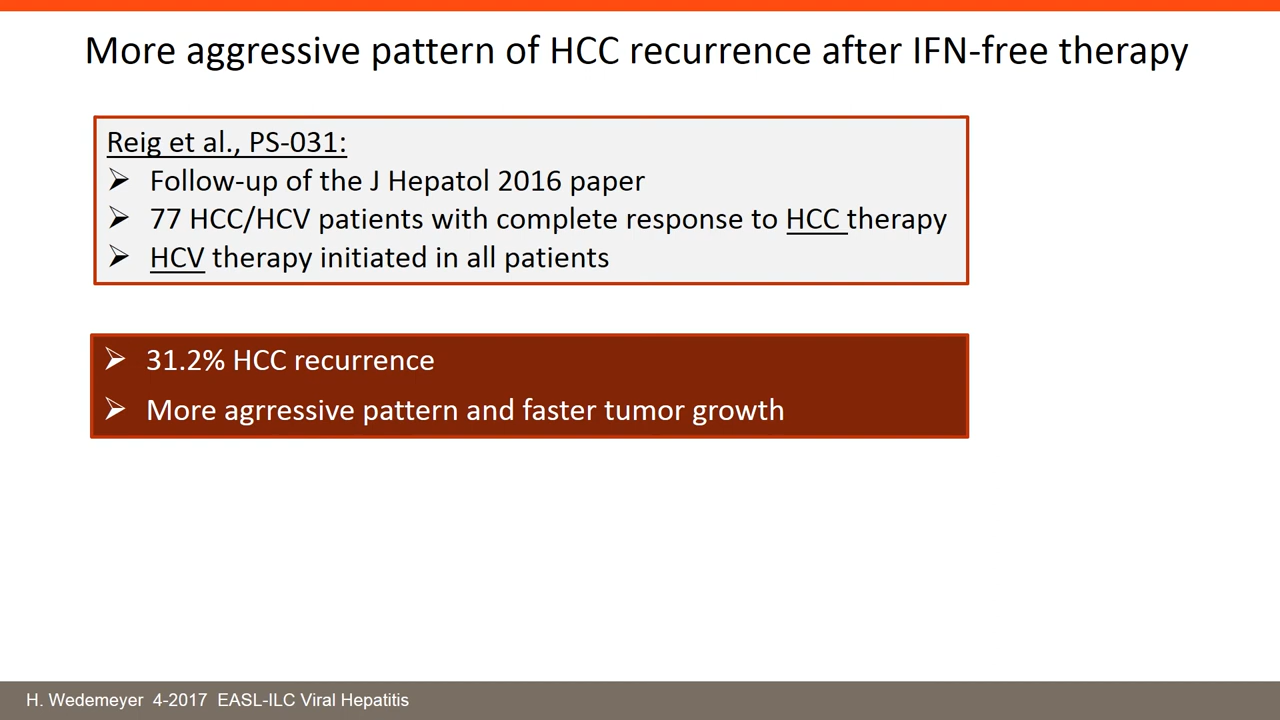 More aggressive pattern of HCC recurrence after IFN-free therapy
Reig et al., PS-031:
➢ Follow-up of the J Hepatol 2016 paper
➢ 77 HCC/HCV patients with complete response to HCC therapy
➢ HCV therapy initiated in all patients
➢ 31.2% HCC recurrence
➢ More agrressive pattern and faster tumor growth
H. Wedemeyer 4-2017 EASL-ILC Viral Hepatitis